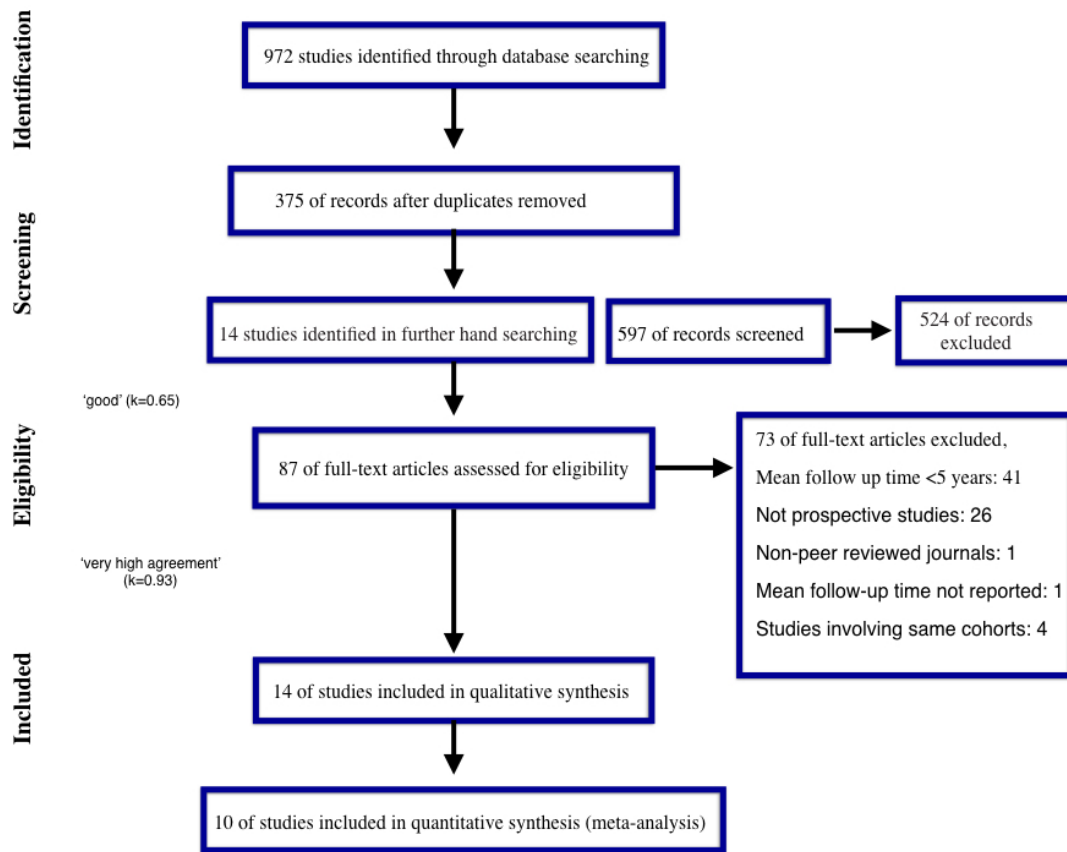 Identification
972 studies identified through database searching
375 of records after duplicates removed
Screening
14 studies identified in further hand searching
597 of records screened
524 of records
excluded
'good' (k=0.65)
Eligibility
87 of full-text articles assessed for eligibility
73 of full-text articles excluded,
Mean follow up time <5 years: 41
Not prospective studies: 26
Non-peer reviewed journals: 1
Mean follow-up time not reported: 1
Studies involving same cohorts: 4
'very high agreement'
(k=0.93)
Included
14 of studies included in qualitative synthesis
10 of studies included in quantitative synthesis (meta-analysis)